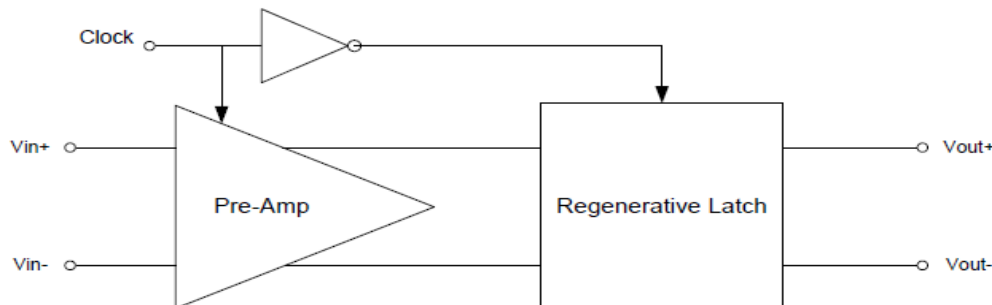 Clock
Vin+
Vout+
Pre-Amp
Regenerative Latch
Vin-
Vout-